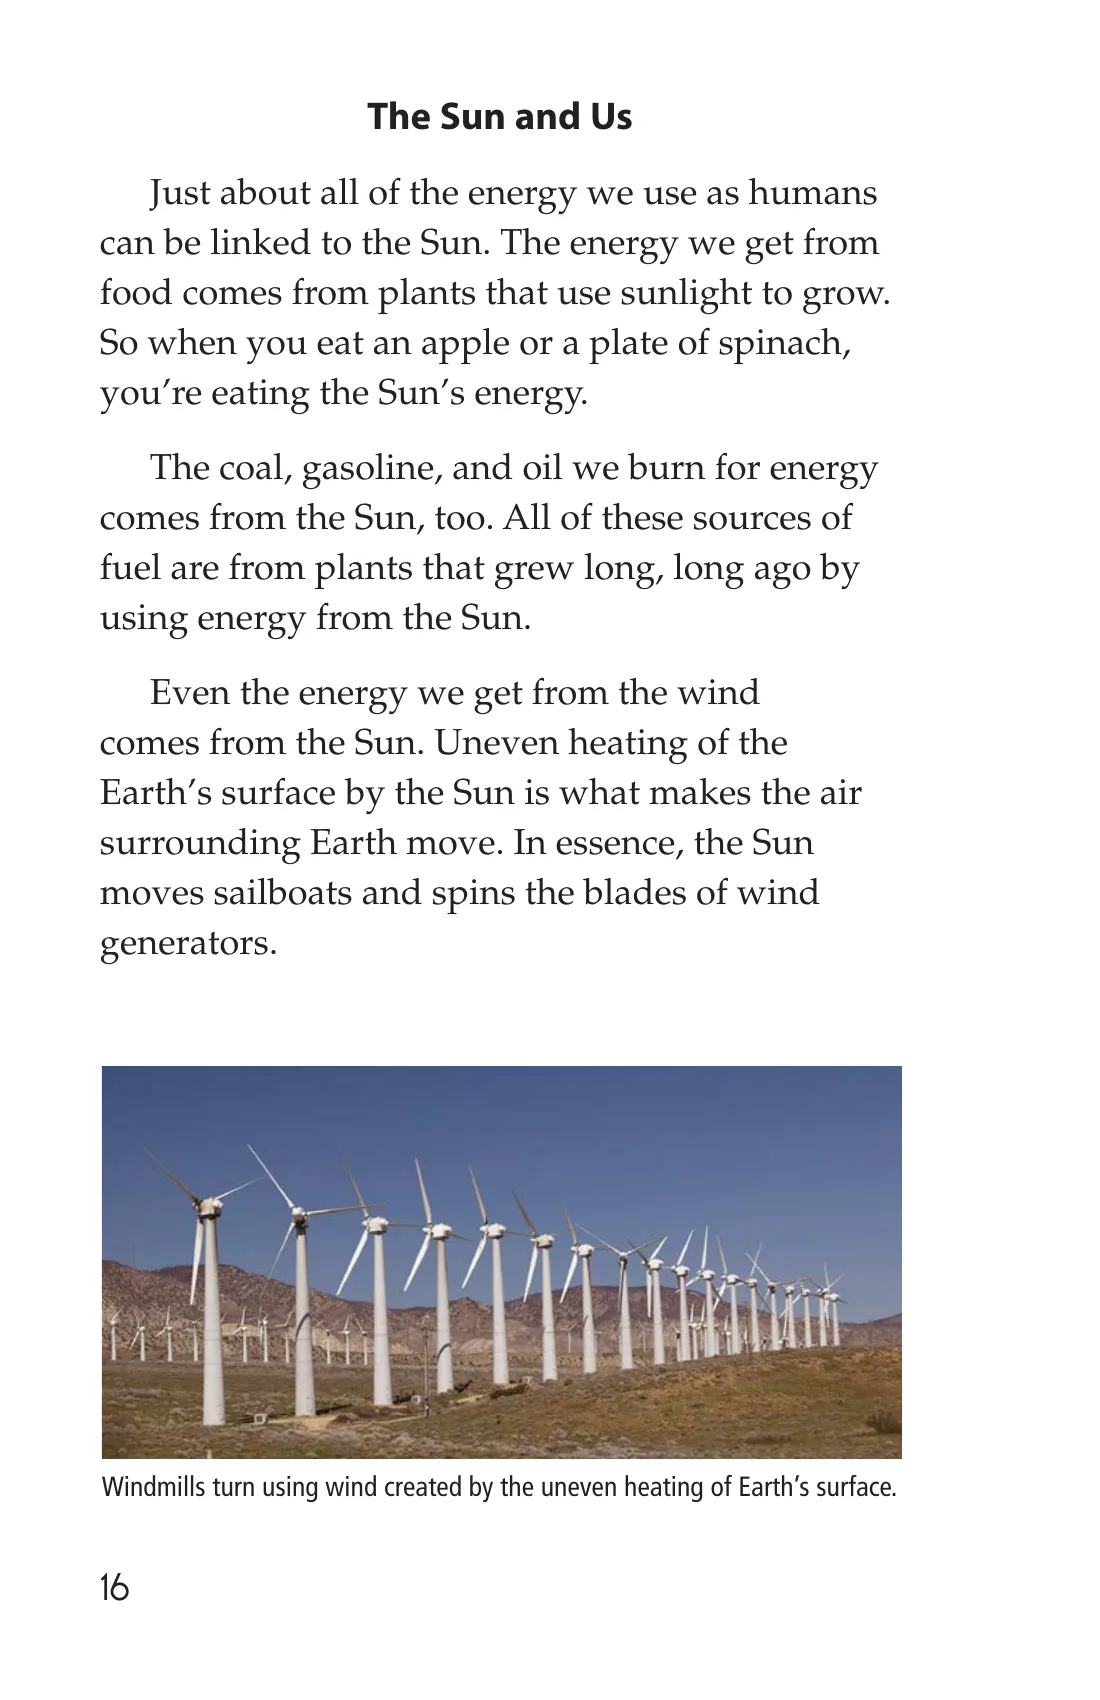 The Sun and Us
Just about all of the energy we use as humans
can be linked to the Sun. The energy we get from
food comes from plants that use sunlight to grow.
So when you eat an apple or a plate of spinach,
you’re eating the Sun’s energy.
The coal, gasoline, and oil we burn for energy
comes from the Sun, too. All of these sources of
fuel are from plants that grew long, long ago by
using energy from the Sun.
Even the energy we get from the wind
comes from the Sun. Uneven heating of the
Earth’s surface by the Sun is what makes the air
surrounding Earth move. In essence, the Sun
moves sailboats and spins the blades of wind
generators.
Windmills turn using wind created by the uneven heating of Earth’s surface.
16